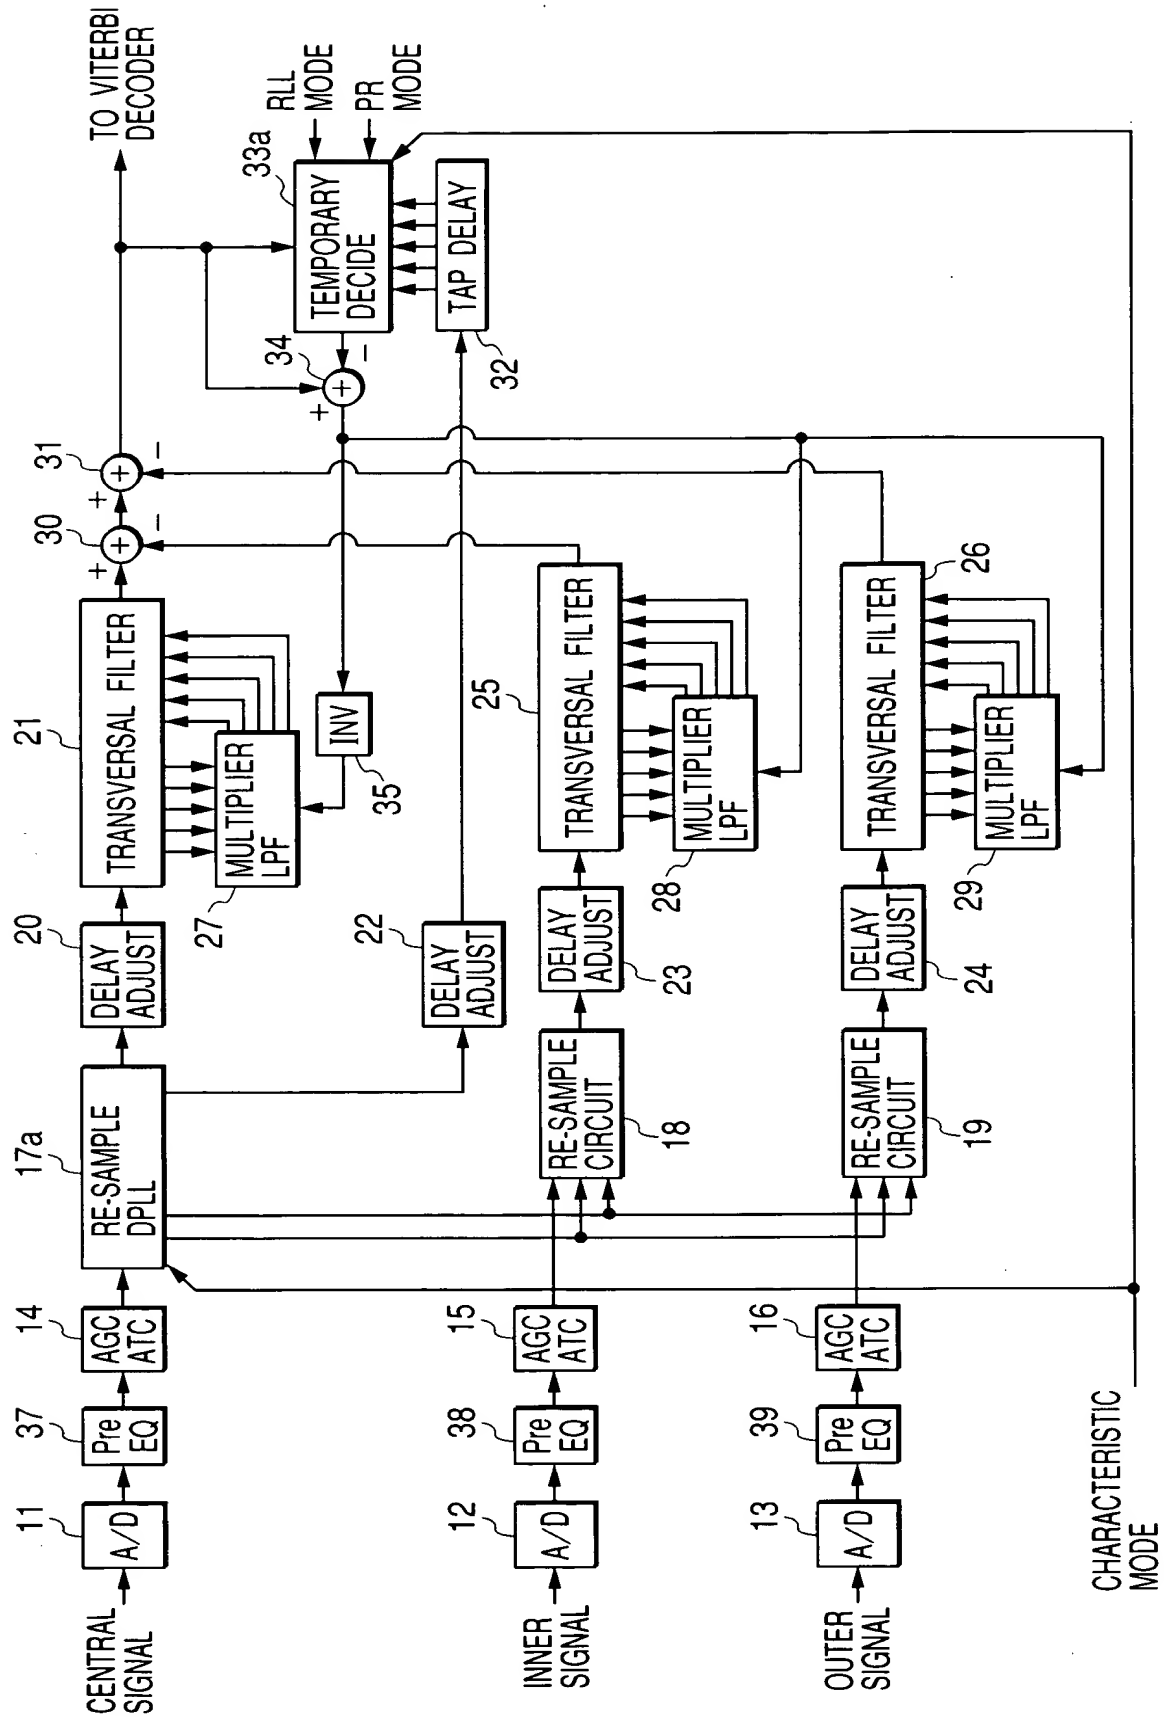 CENTRAL
SIGNAL
11
A/D
37
Pre
EQ
14
AGC
ATC
17a
RE-SAMPLE
DPLL
20
DELAY
ADJUST
21
TRANSVERSAL FILTER
27
MULTIPLIER
LPF
30
+
+
−
31
+
+
−
TO VITERBI
DECODER
35
INV
22
DELAY
ADJUST
34
+
+
−
33a
TEMPORARY
DECIDE
RLL
MODE
PR
MODE
32
TAP DELAY
INNER
SIGNAL
12
A/D
38
Pre
EQ
15
AGC
ATC
18
RE-SAMPLE
CIRCUIT
23
DELAY
ADJUST
25
TRANSVERSAL FILTER
28
MULTIPLIER
LPF
OUTER
SIGNAL
13
A/D
39
Pre
EQ
16
AGC
ATC
19
RE-SAMPLE
CIRCUIT
24
DELAY
ADJUST
26
TRANSVERSAL FILTER
29
MULTIPLIER
LPF
CHARACTERISTIC
MODE